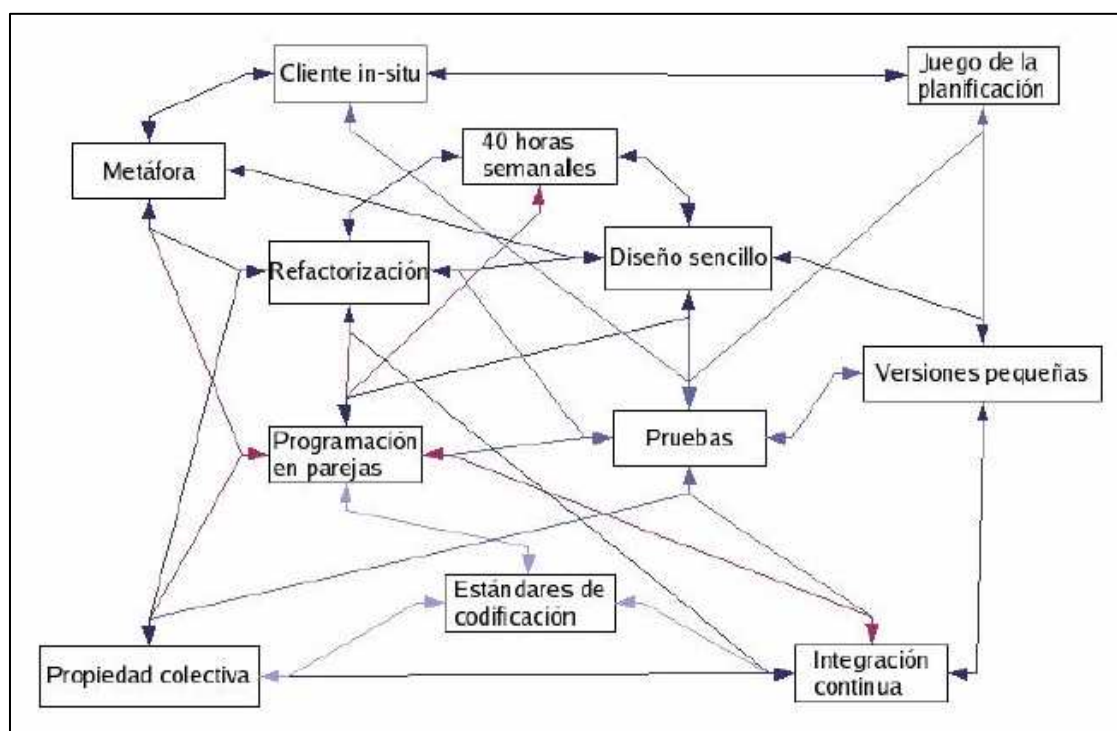 Cliente in-situ
Juego de la
planificación
40 horas
semanales
Metáfora
Refactorización
Diseño sencillo
Versiones pequeñas
Programación
en parejas
Pruebas
Estándares de
codificación
Propiedad colectiva
Integración
continua